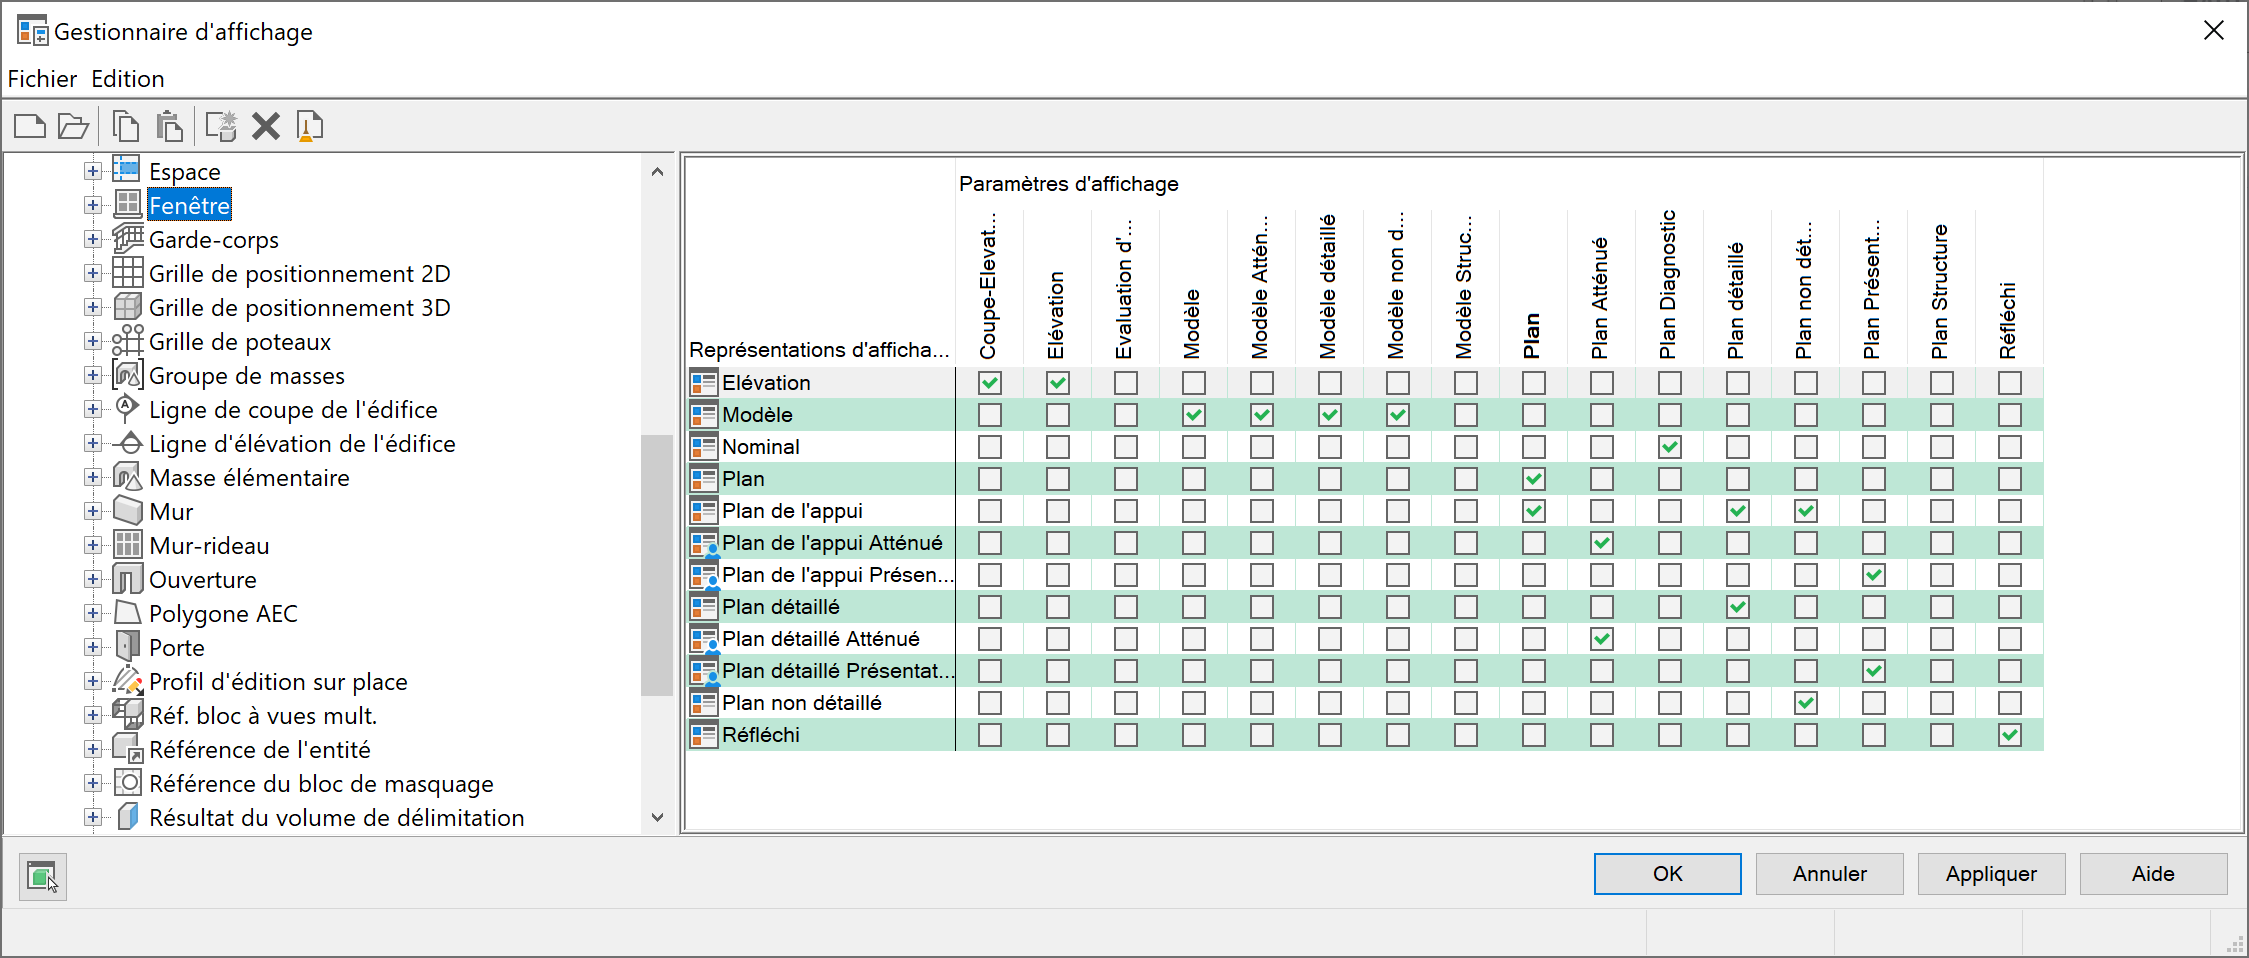 Gestionnaire d'affichage
Fichier Edition
Espace
Fenêtre
Garde-corps
Grille de positionnement 2D
Grille de positionnement 3D
Grille de poteaux
Groupe de masses
Ligne de coupe de l'édifice
Ligne d'élévation de l'édifice
Masse élémentaire
Mur
Mur-rideau
Ouverture
Polygone AEC
Porte
Profil d'édition sur place
Réf. bloc à vues mult.
Référence de l'entité
Référence du bloc de masquage
Résultat du volume de délimitation
Paramètres d'affichage
Représentations d'afficha...
Coupe-Elevat...
Elévation
Evaluation d'...
Modèle
Modèle Attén...
Modèle détaillé
Modèle non d...
Modèle Struc...
Plan
Plan Atténué
Plan Diagnostic
Plan détaillé
Plan non dét...
Plan Présent...
Plan Structure
Réfléchi
Elévation
Modèle
Nominal
Plan
Plan de l'appui
Plan de l'appui Atténué
Plan de l'appui Présen...
Plan détaillé
Plan détaillé Atténué
Plan détaillé Présentat...
Plan non détaillé
Réfléchi
OK Annuler Appliquer Aide